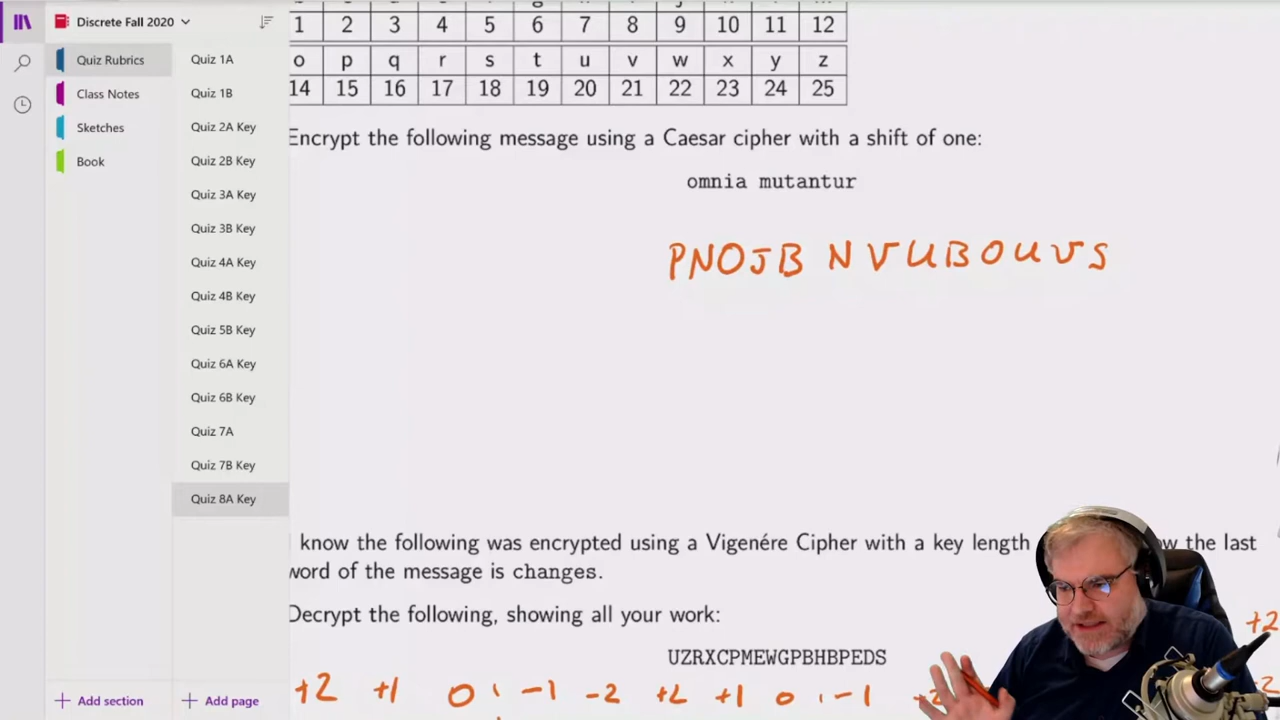 Discrete Fall 2020
Quiz Rubrics
Class Notes
Sketches
Book
Add section
Quiz 1A
Quiz 1B
Quiz 2A Key
Quiz 2B Key
Quiz 3A Key
Quiz 3B Key
Quiz 4A Key
Quiz 4B Key
Quiz 5B Key
Quiz 6A Key
Quiz 6B Key
Quiz 7A
Quiz 7B Key
Quiz 8A Key
Add page
1 2 3 4 5 6 7 8 9 10 11 12
o p q r s t u v w x y z
14 15 16 17 18 19 20 21 22 23 24 25
Encrypt the following message using a Caesar cipher with a shift of one:
omnia mutantur
PNOJB NVUBOUVS
I know the following was encrypted using a Vigenére Cipher with a key length the last
word of the message is changes.
Decrypt the following, showing all your work:
+2
UZRXCPMEWGPBHBPEDS
+2 +1 0 -1 -2 +2 +1 0 -1